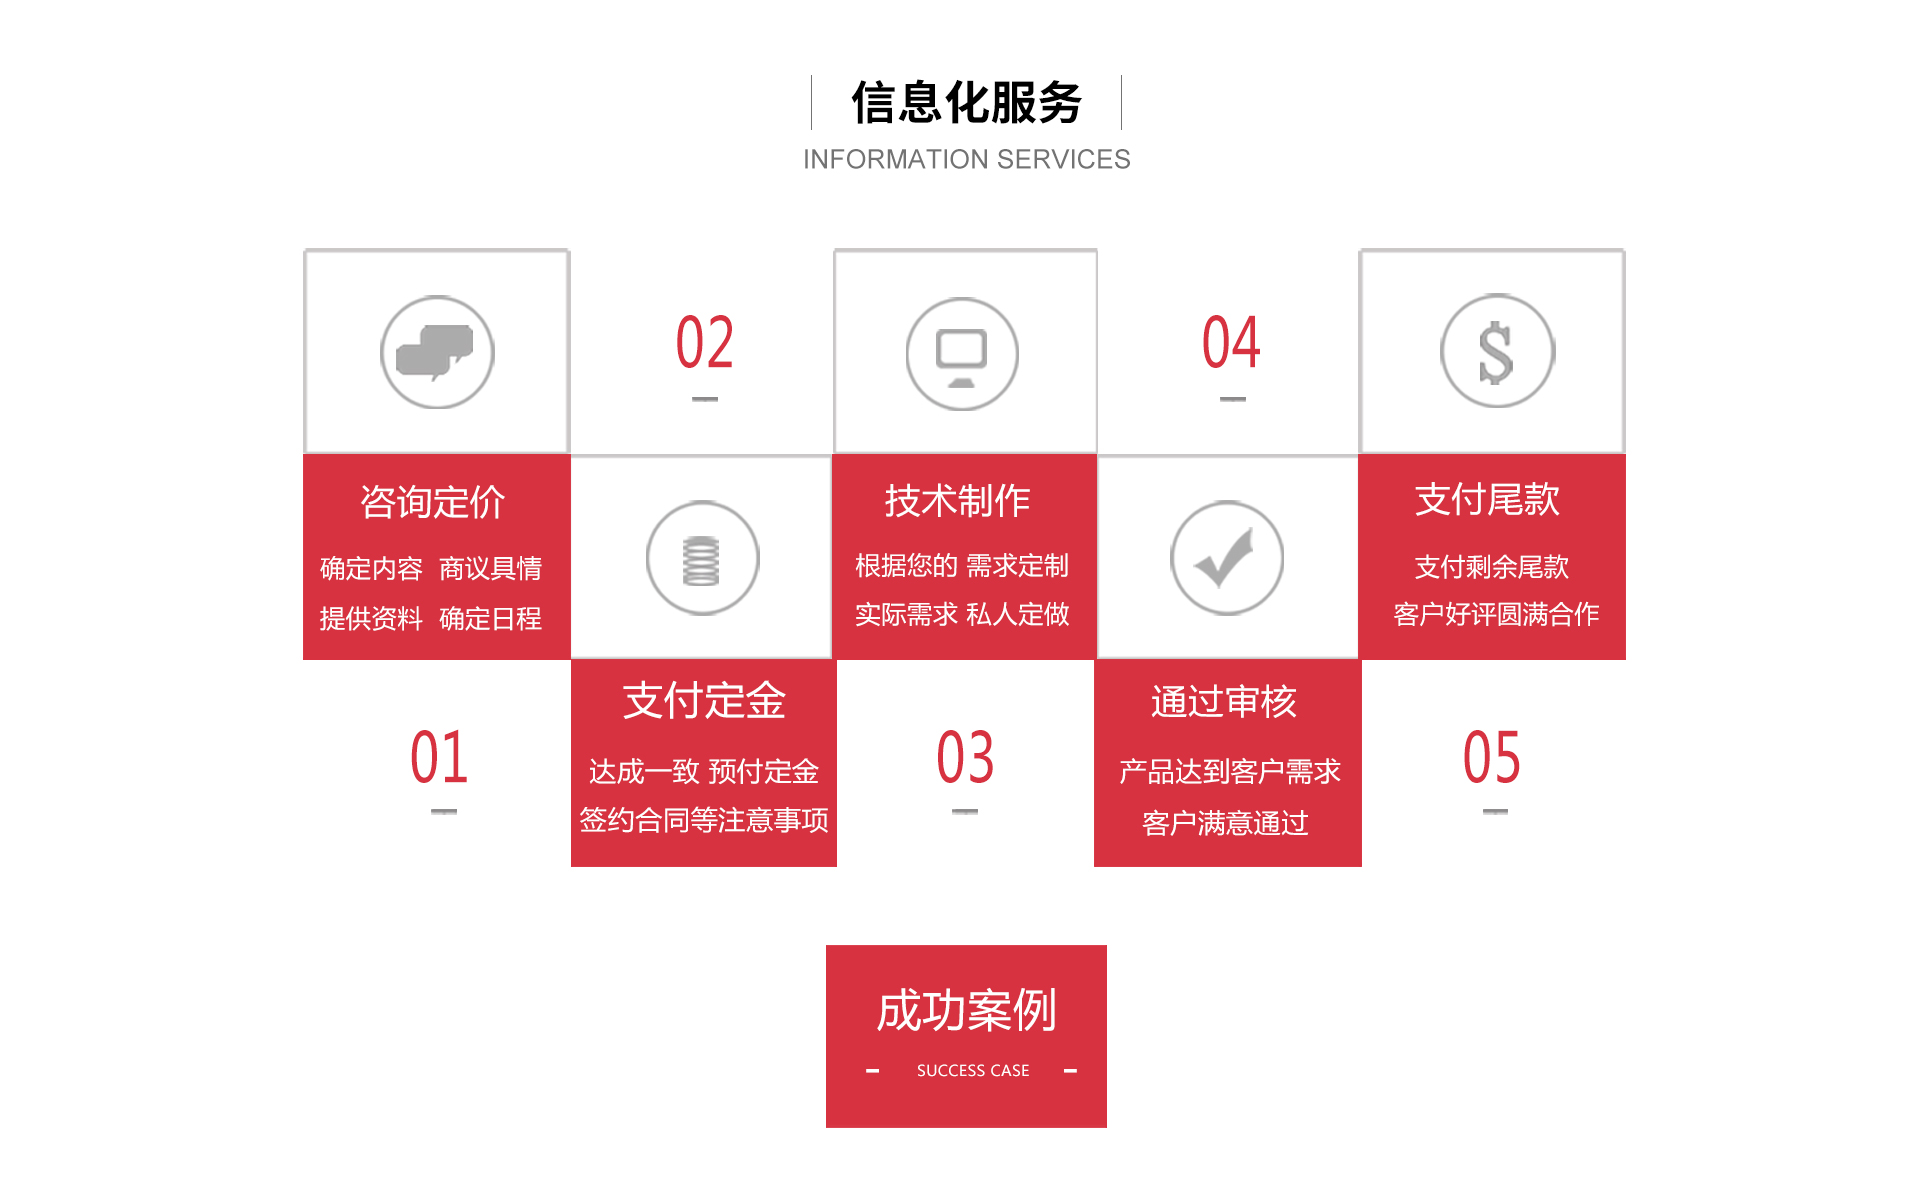 信息化服务
INFORMATION SERVICES
咨询定价
确定内容 商议具情
提供资料 确定日程
01
02
支付定金
达成一致 预付定金
签约合同等注意事项
技术制作
根据您的 需求定制
实际需求 私人定做
03
04
通过审核
产品达到客户需求
客户满意通过
$
支付尾款
支付剩余尾款
客户好评圆满合作
05
成功案例
SUCCESS CASE